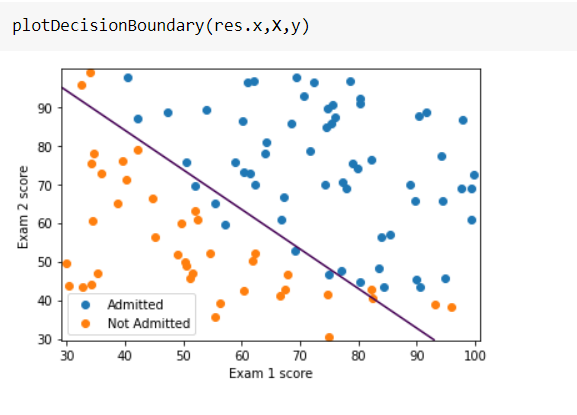 plotDecisionBoundary(res.x,X,y)
90
80
70
60
50
40
30
Exam 2 score
Admitted
Not Admitted
30 40 50 60 70 80 90 100
Exam 1 score